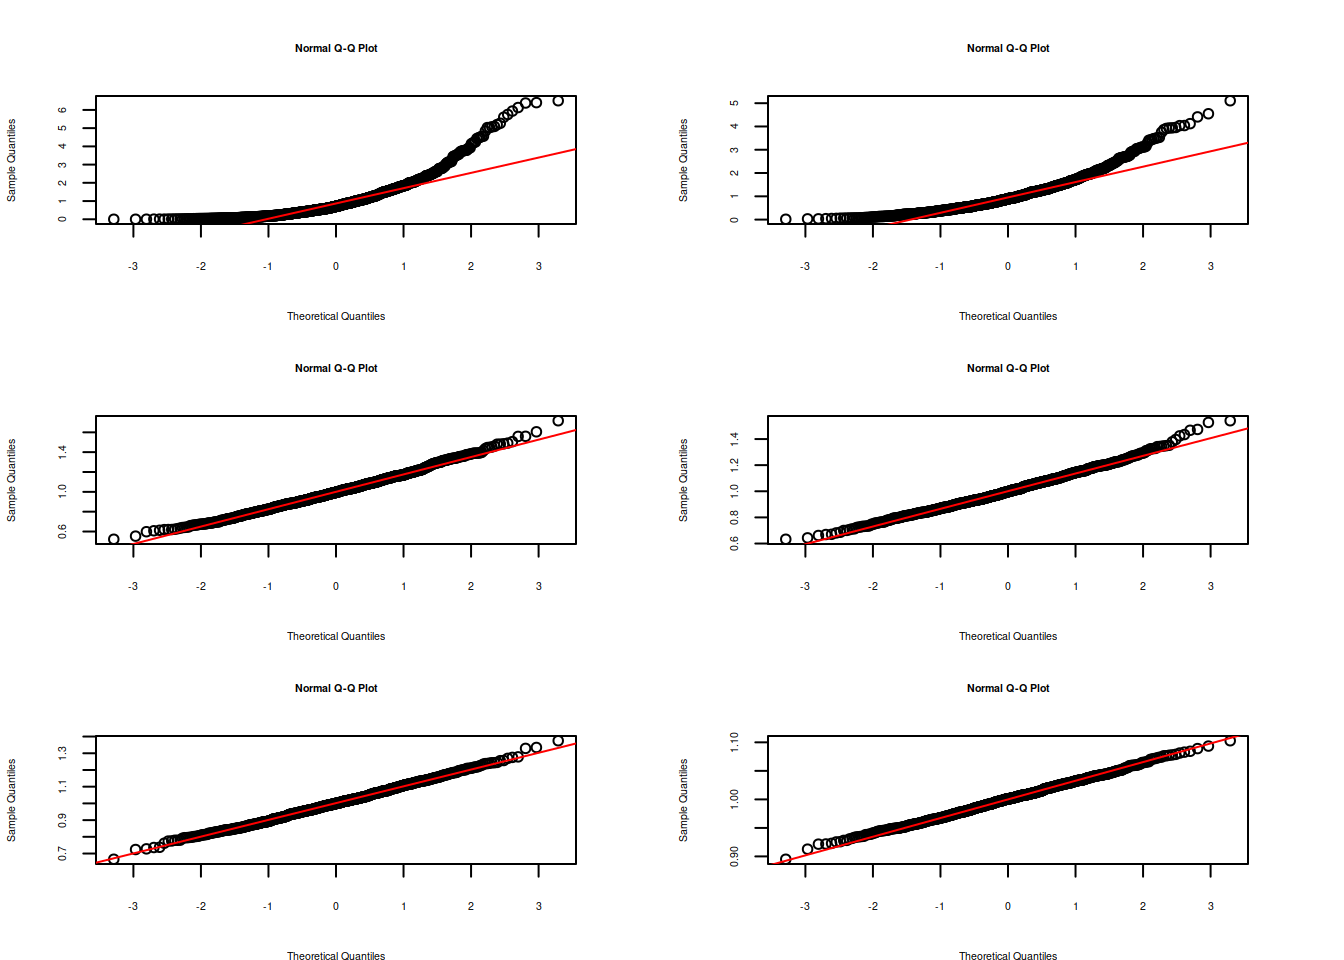 Normal Q-Q Plot
Sample Quantiles
0 1 2 3 4 5 6
-3 -2 -1 0 1 2 3
Theoretical Quantiles
Normal Q-Q Plot
Sample Quantiles
0 1 2 3 4 5
-3 -2 -1 0 1 2 3
Theoretical Quantiles
Normal Q-Q Plot
Sample Quantiles
0.6 1.0 1.4
-3 -2 -1 0 1 2 3
Theoretical Quantiles
Normal Q-Q Plot
Sample Quantiles
0.6 0.8 1.0 1.2 1.4
-3 -2 -1 0 1 2 3
Theoretical Quantiles
Normal Q-Q Plot
Sample Quantiles
0.7 0.9 1.1 1.3
-3 -2 -1 0 1 2 3
Theoretical Quantiles
Normal Q-Q Plot
Sample Quantiles
0.90 1.00 1.10
-3 -2 -1 0 1 2 3
Theoretical Quantiles